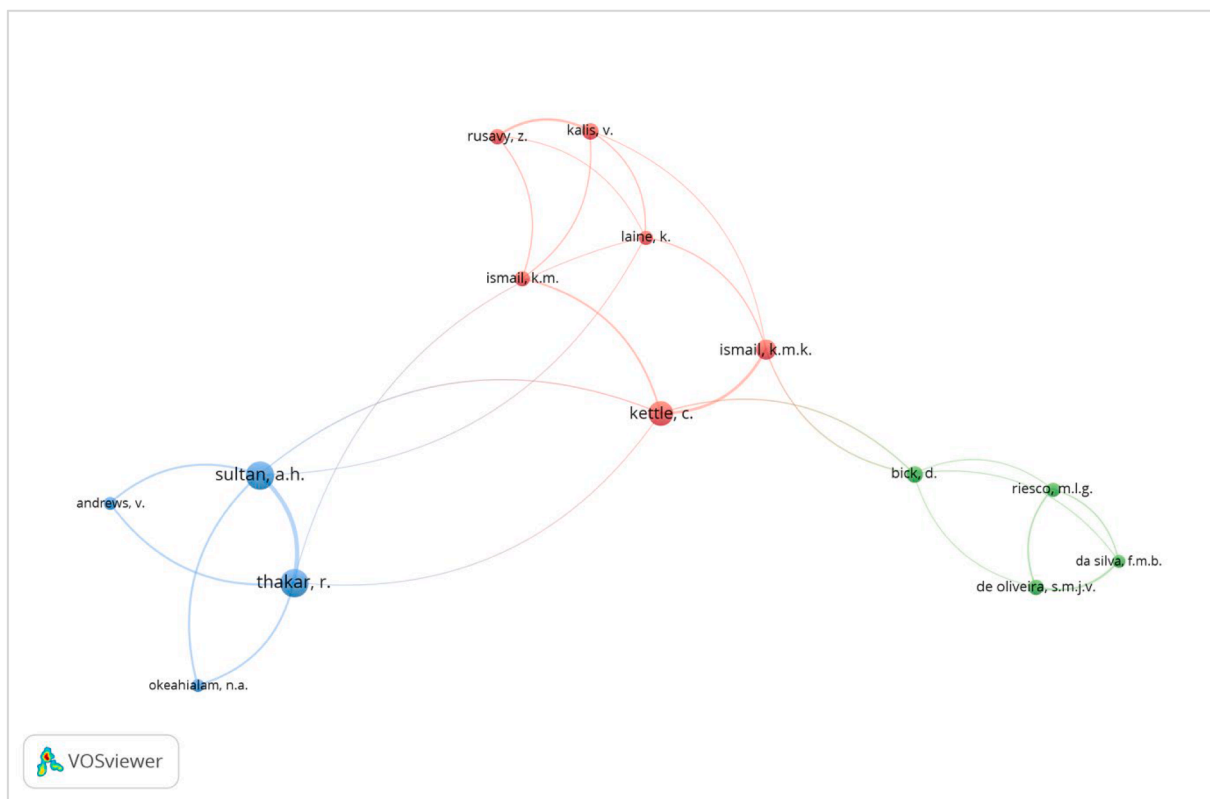 rusavy, z.
kalis, v.
laine, k.
ismail, k.m.
ismail, k.m.k.
kettle, c.
sultan, a.h.
bick, d.
riesco, m.l.g.
andrews, v.
da silva, f.m.b.
thakar, r.
de oliveira, s.m.j.v.
okeahialam, n.a.
VOSviewer